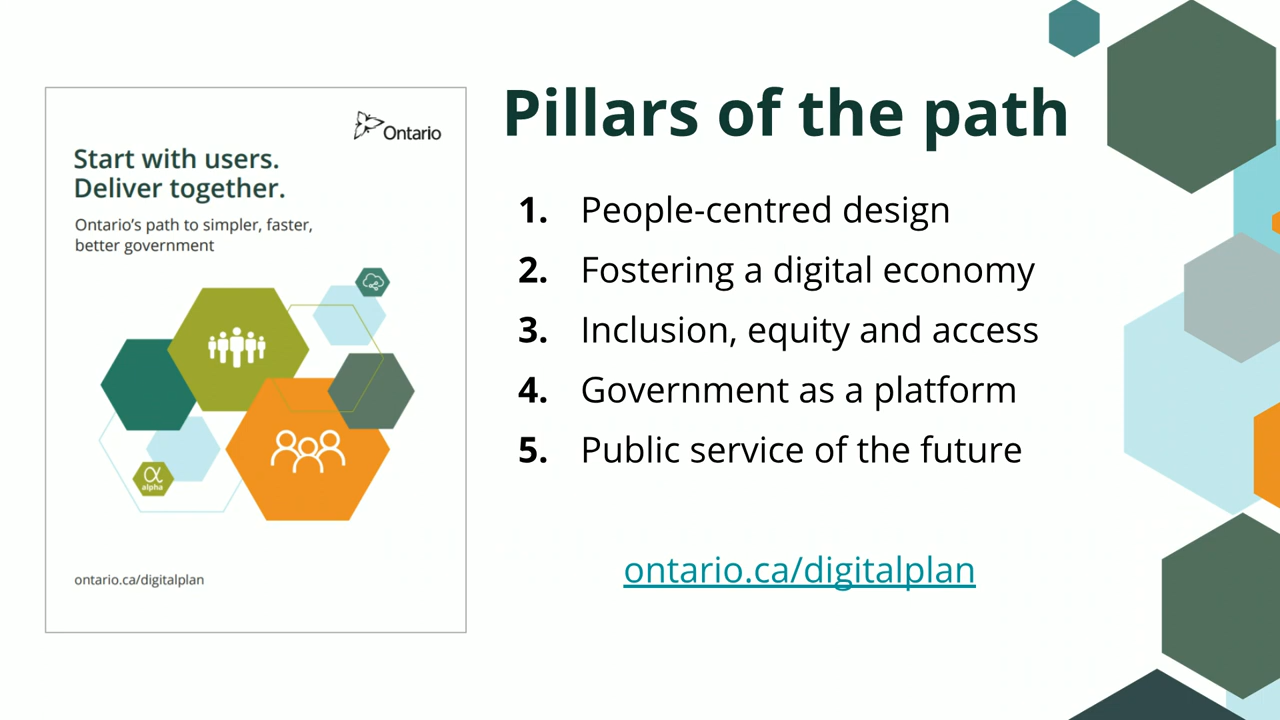 Ontario
Start with users.
Deliver together.
Ontario's path to simpler, faster,
better government
α
alpha
ontario.ca/digitalplan
Pillars of the path
1. People-centred design
2. Fostering a digital economy
3. Inclusion, equity and access
4. Government as a platform
5. Public service of the future
ontario.ca/digitalplan